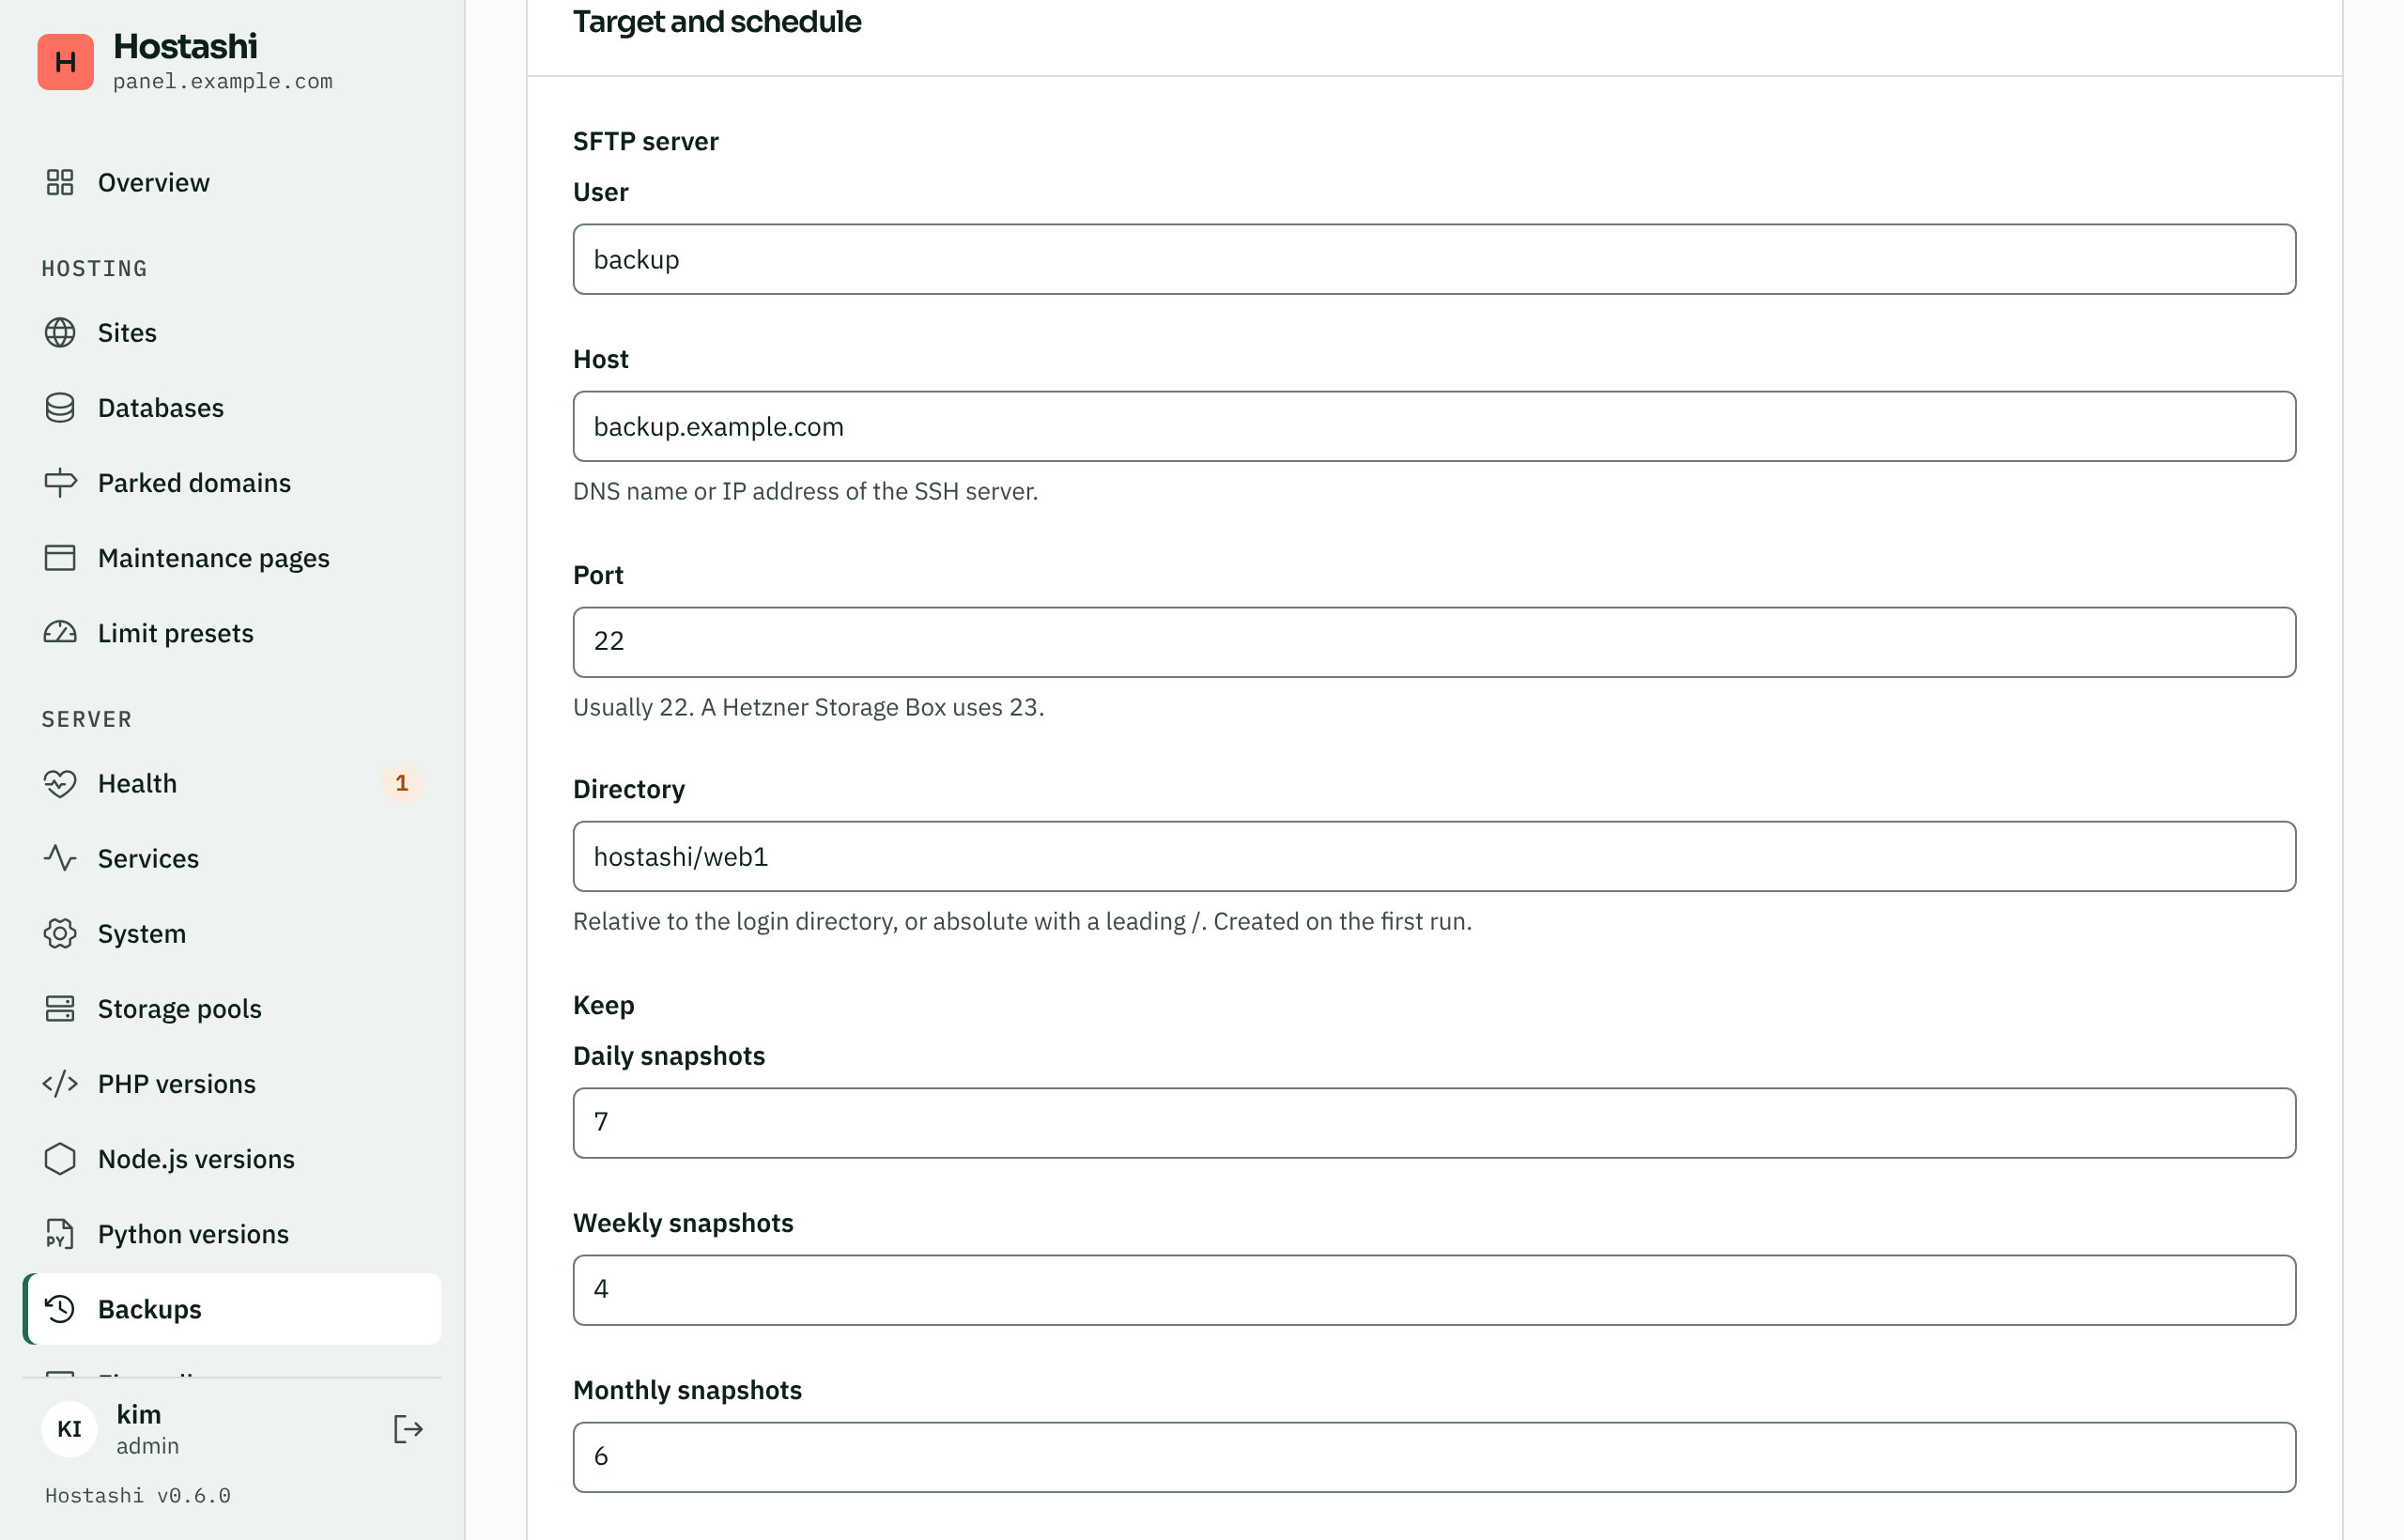 H
Hostashi
panel.example.com
Overview
HOSTING
Sites
Databases
Parked domains
Maintenance pages
Limit presets
SERVER
Health 1
Services
System
Storage pools
PHP versions
Node.js versions
PY Python versions
Backups
KI
kim
admin
Hostashi v0.6.0
Target and schedule
SFTP server
User
backup
Host
backup.example.com
DNS name or IP address of the SSH server.
Port
22
Usually 22. A Hetzner Storage Box uses 23.
Directory
hostashi/web1
Relative to the login directory, or absolute with a leading /. Created on the first run.
Keep
Daily snapshots
7
Weekly snapshots
4
Monthly snapshots
6